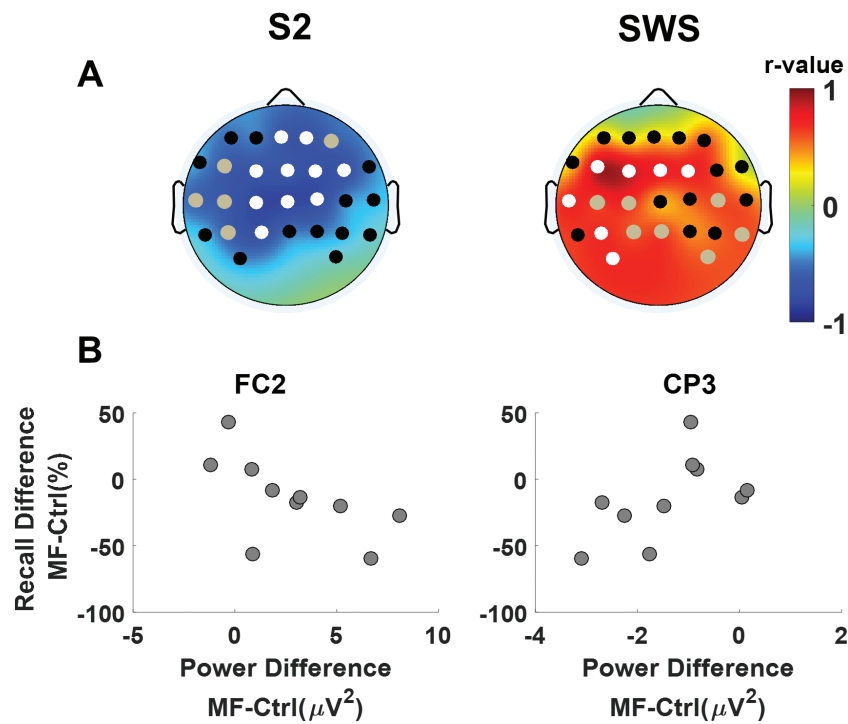 S2
SWS
A
r-value
1
0
-1
B
FC2
CP3
Recall Difference
MF-Ctrl(%)
50
0
-50
-100
-5
0
5
10
Power Difference
MF-Ctrl(μV²)
50
0
-50
-100
-4
-2
0
2
Power Difference
MF-Ctrl(μV²)